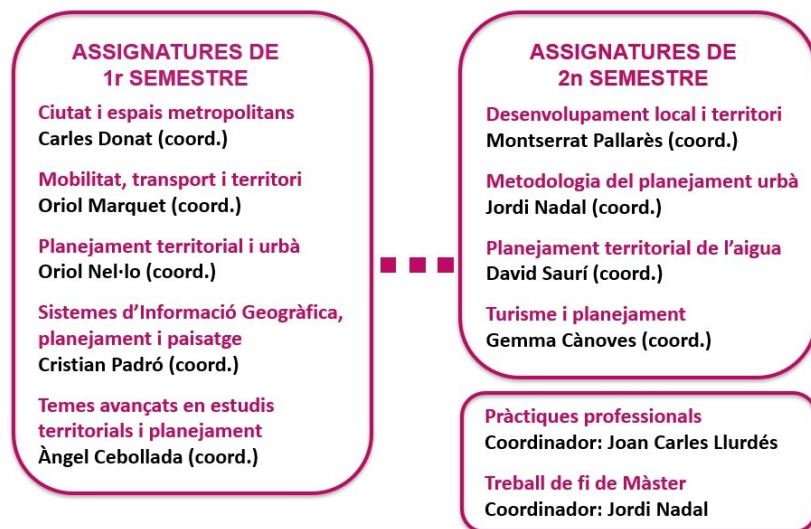 ASSIGNATURES DE
1r SEMESTRE
Ciutat i espais metropolitans
Carles Donat (coord.)
Mobilitat, transport i territori
Oriol Marquet (coord.)
Planejament territorial i urbà
Oriol Nel·lo (coord.)
Sistemes d’Informació Geogràfica,
planejament i paisatge
Cristian Padró (coord.)
Temes avançats en estudis
territorials i planejament
Àngel Cebollada (coord.)
ASSIGNATURES DE
2n SEMESTRE
Desenvolupament local i territori
Montserrat Pallarès (coord.)
Metodologia del planejament urbà
Jordi Nadal (coord.)
Planejament territorial de l’aigua
David Saurí (coord.)
Turisme i planejament
Gemma Cànoves (coord.)
Pràctiques professionals
Coordinador: Joan Carles Llurdés
Treball de fi de Màster
Coordinador: Jordi Nadal